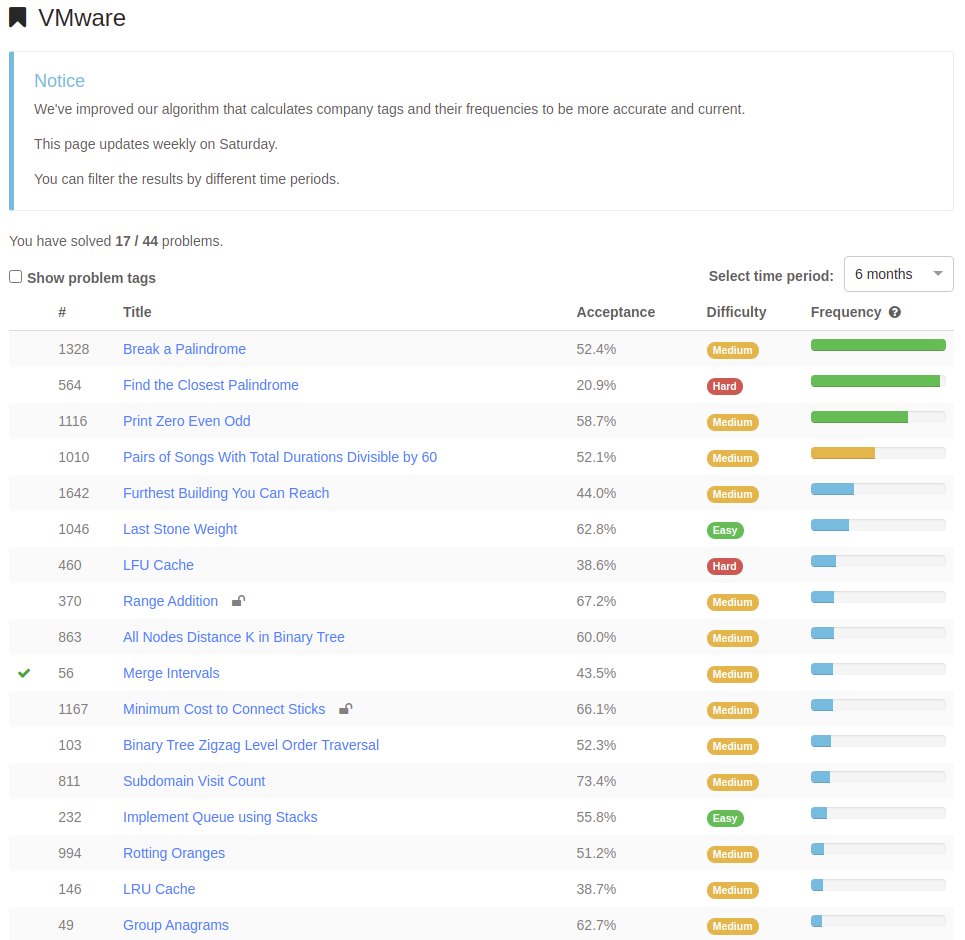 VMware
Notice
We've improved our algorithm that calculates company tags and their frequencies to be more accurate and current.
This page updates weekly on Saturday.
You can filter the results by different time periods.
You have solved 17 / 44 problems.
Show problem tags Select time period: 6 months
# Title Acceptance Difficulty Frequency
1328 Break a Palindrome 52.4% Medium
564 Find the Closest Palindrome 20.9% Hard
1116 Print Zero Even Odd 58.7% Medium
1010 Pairs of Songs With Total Durations Divisible by 60 52.1% Medium
1642 Furthest Building You Can Reach 44.0% Medium
1046 Last Stone Weight 62.8% Easy
460 LFU Cache 38.6% Hard
370 Range Addition 67.2% Medium
863 All Nodes Distance K in Binary Tree 60.0% Medium
56 Merge Intervals 43.5% Medium
1167 Minimum Cost to Connect Sticks 66.1% Medium
103 Binary Tree Zigzag Level Order Traversal 52.3% Medium
811 Subdomain Visit Count 73.4% Medium
232 Implement Queue using Stacks 55.8% Easy
994 Rotting Oranges 51.2% Medium
146 LRU Cache 38.7% Medium
49 Group Anagrams 62.7% Medium